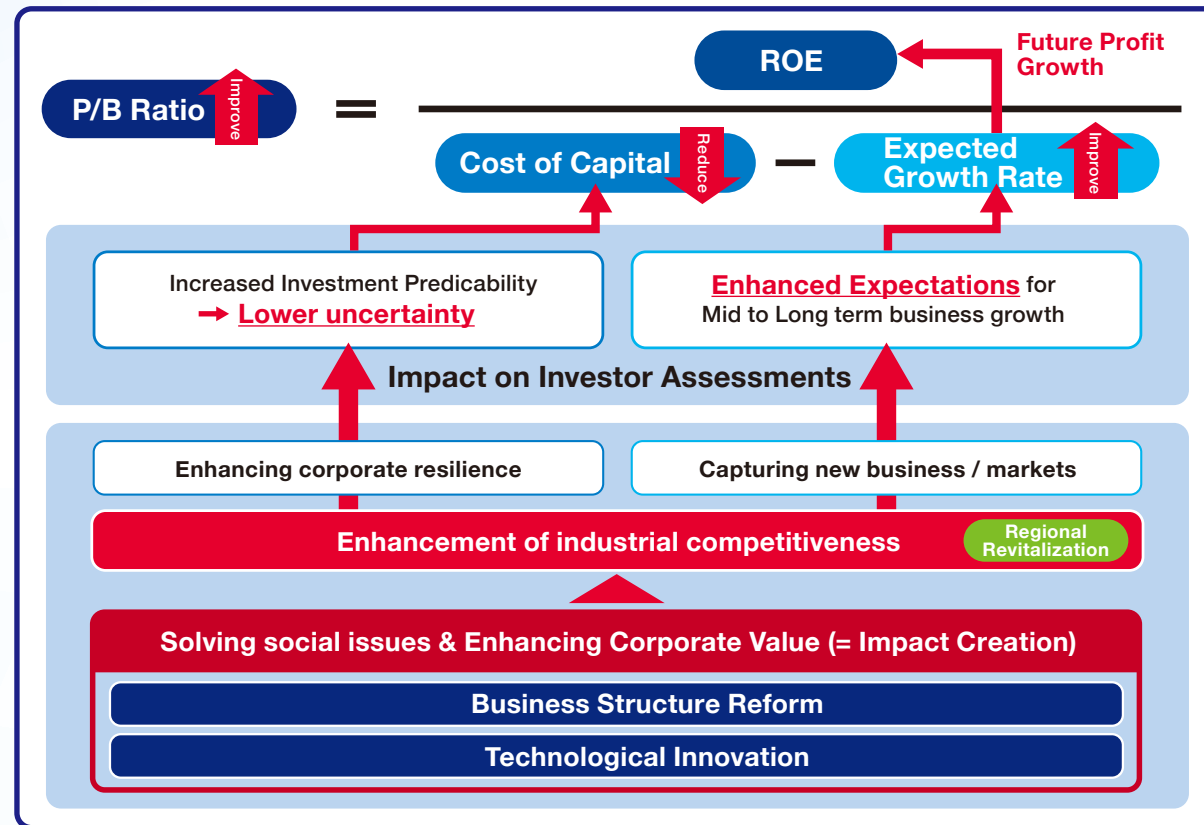 ROE
Future Profit
Growth
P/B Ratio
Improve
=
Cost of Capital
Reduce
−
Expected
Growth Rate
Improve
Increased Investment Predicability
→ Lower uncertainty
Enhanced Expectations for
Mid to Long term business growth
Impact on Investor Assessments
Enhancing corporate resilience
Capturing new business / markets
Enhancement of industrial competitiveness
Regional
Revitalization
Solving social issues & Enhancing Corporate Value (= Impact Creation)
Business Structure Reform
Technological Innovation